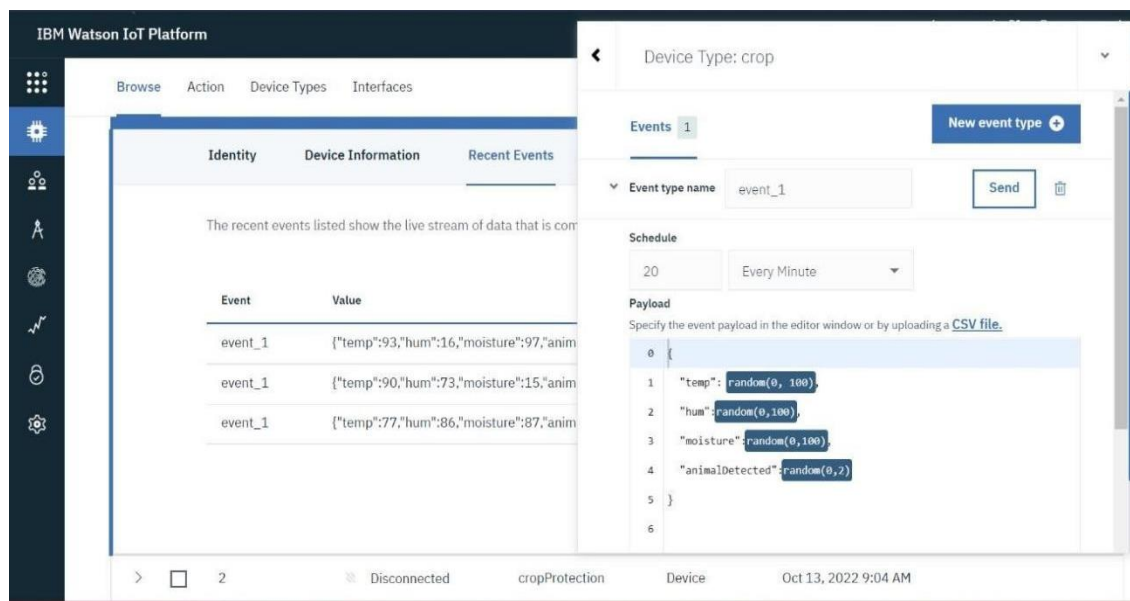 IBM Watson IoT Platform
Browse Action Device Types Interfaces
Identity Device Information Recent Events
The recent events listed show the live stream of data that is com
Event Value
event_1 {"temp":93,"hum":16,"moisture":97,"anim
event_1 {"temp":90,"hum":73,"moisture":15,"anim
event_1 {"temp":77,"hum":86,"moisture":87,"anim
2 Disconnected cropProtection Device Oct 13, 2022 9:04 AM
Device Type: crop
Events 1 New event type
Event type name event_1 Send
Schedule
20 Every Minute
Payload
Specify the event payload in the editor window or by uploading a CSV file.
0 {
1 "temp": random(0, 100),
2 "hum":random(0,100),
3 "moisture":random(0,100),
4 "animalDetected":random(0,2)
5 }
6